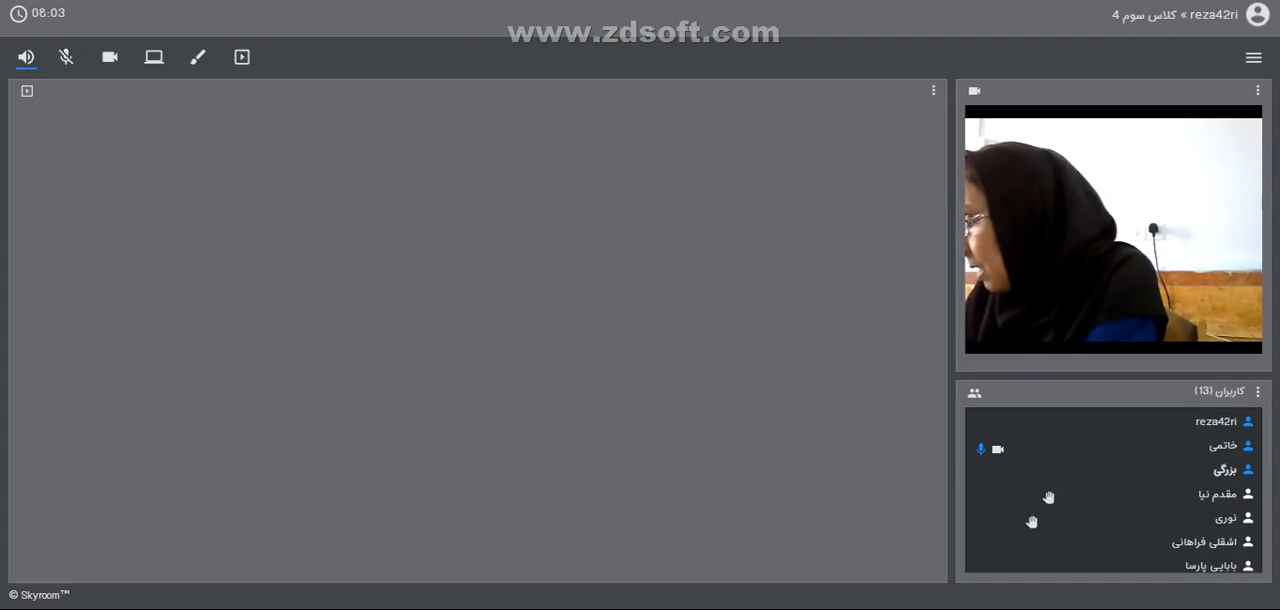 08:03
www.zdsoft.com
reza42ri » کلاس سوم 4
کاربران (13)
reza42ri
خاتمی
بزرگی
مقدم نیا
نوری
اشقلی فراهانی
بابایی پارسا
© Skyroom™